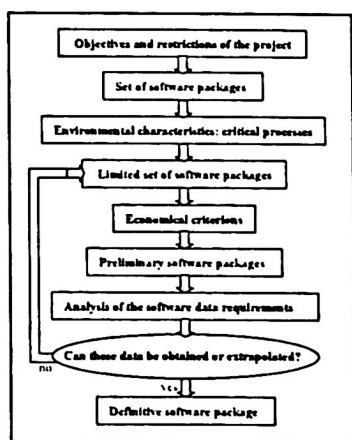 Objectives and restrictions of the project
Set of software packages
Environmental characteristics: critical processes
Limited set of software packages
Economical criterions
Preliminary software packages
Analysis of the software data requirements
Can these data be obtained or extrapolated?
no
Yes
Definitive software package